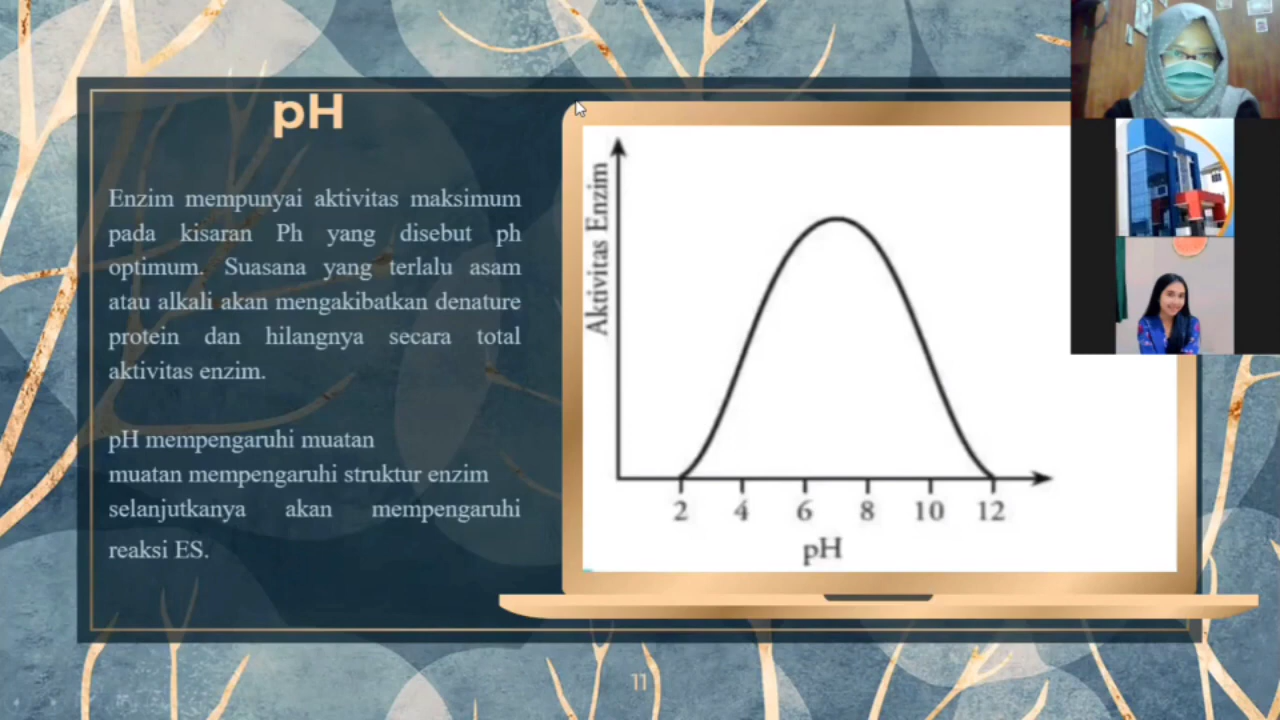 pH
Enzim mempunyai aktivitas maksimum
pada kisaran Ph yang disebut ph
optimum. Suasana yang terlalu asam
atau alkali akan mengakibatkan denature
protein dan hilangnya secara total
aktivitas enzim.
pH mempengaruhi muatan
muatan mempengaruhi struktur enzim
selanjutkanya akan mempengaruhi
reaksi ES.
Aktivitas Enzim
2 4 6 8 10 12
pH
11